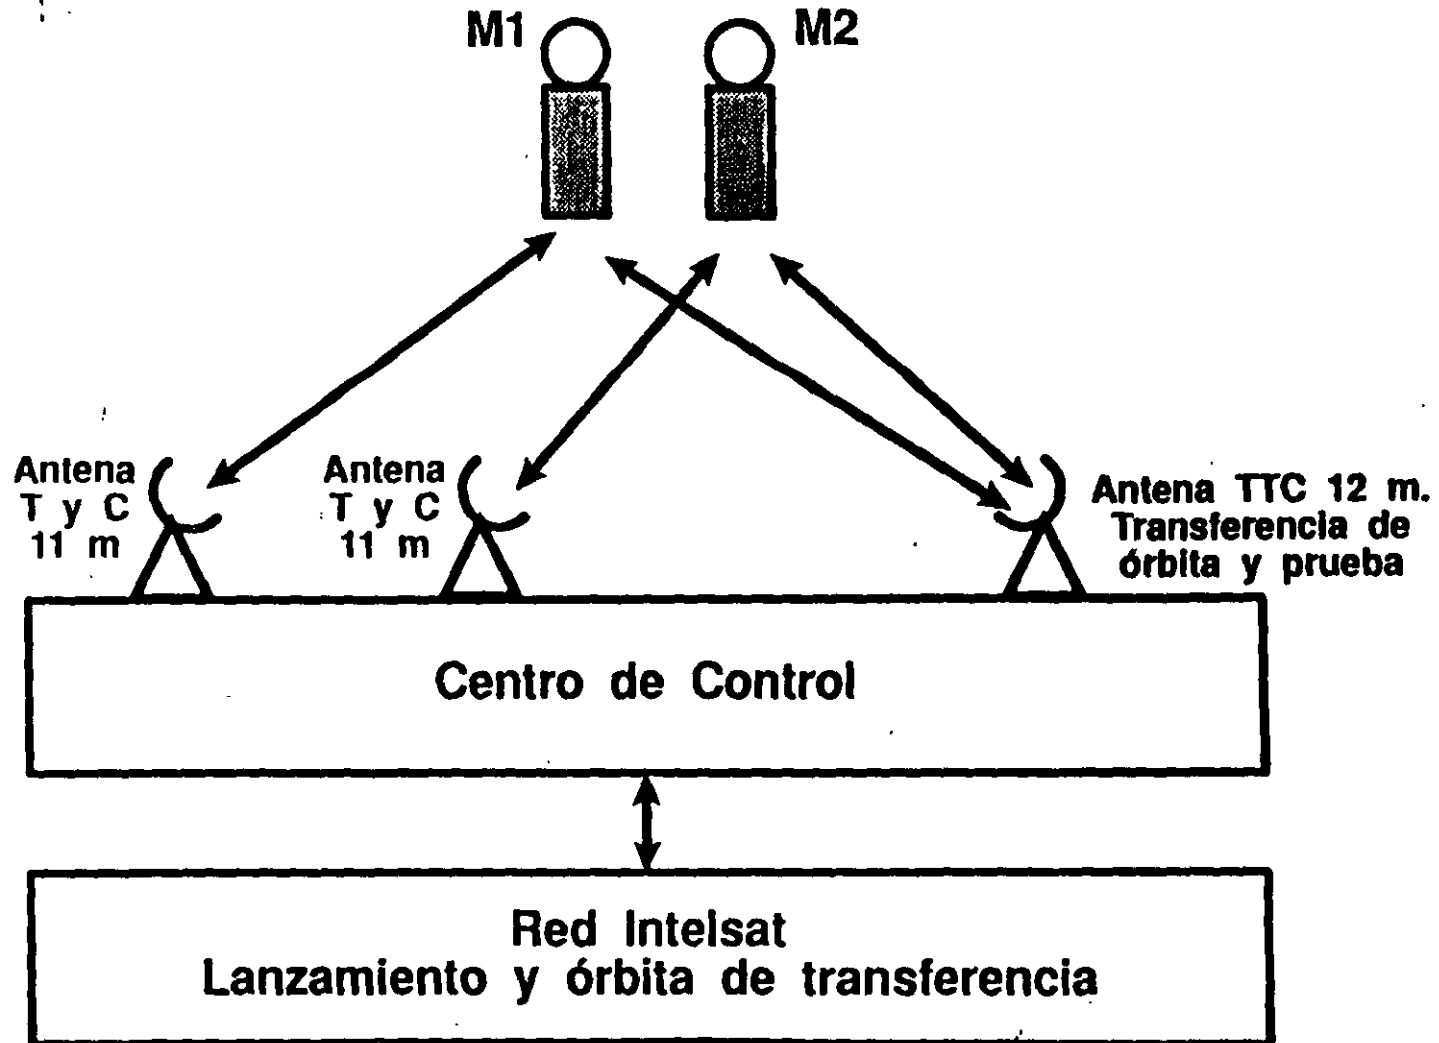 M1
M2
Antena
T y C
11 m
Antena
T y C
11 m
Antena TTC 12 m.
Transferencia de
órbita y prueba
Centro de Control
Red Intelsat
Lanzamiento y órbita de transferencia